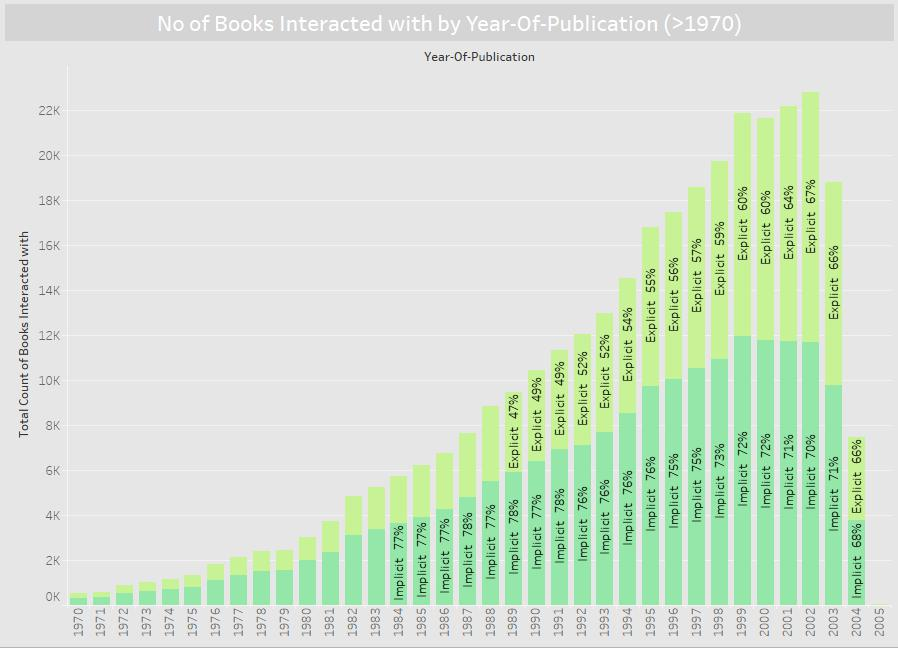 No of Books Interacted with by Year-Of-Publication (>1970)
Year-Of-Publication
Total Count of Books Interacted with
22K
20K
18K
16K
14K
12K
10K
8K
6K
4K
2K
0K
Implicit 77%
Implicit 77%
Implicit 77%
Implicit 78%
Implicit 77%
Explicit 47%
Implicit 78%
Explicit 49%
Implicit 77%
Explicit 49%
Implicit 78%
Explicit 52%
Implicit 76%
Explicit 52%
Implicit 76%
Explicit 54%
Implicit 76%
Explicit 55%
Implicit 76%
Explicit 56%
Implicit 75%
Explicit 57%
Implicit 75%
Explicit 59%
Implicit 73%
Explicit 60%
Implicit 72%
Explicit 60%
Implicit 72%
Explicit 64%
Implicit 71%
Explicit 67%
Implicit 70%
Explicit 66%
Implicit 71%
Explicit 66%
Implicit 68%
1970
1971
1972
1973
1974
1975
1976
1977
1978
1979
1980
1981
1982
1983
1984
1985
1986
1987
1988
1989
1990
1991
1992
1993
1994
1995
1996
1997
1998
1999
2000
2001
2002
2003
2004
2005